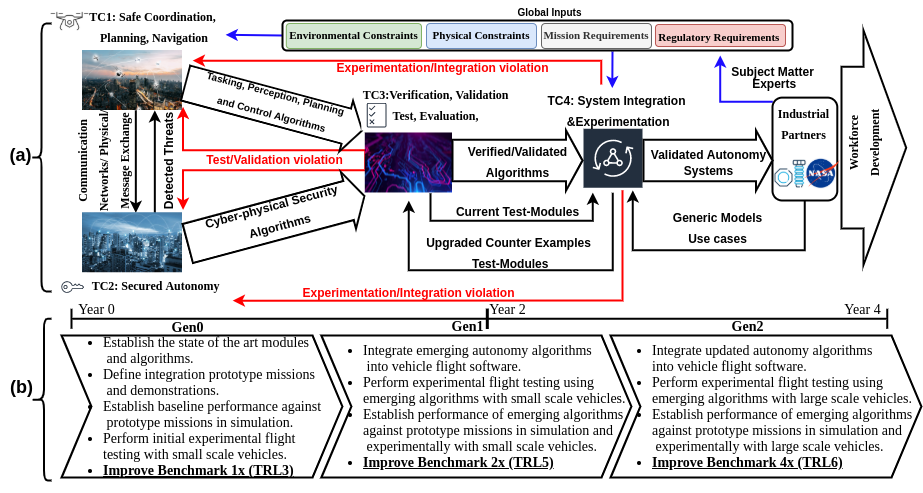 Global Inputs
TC1: Safe Coordination,
Planning, Navigation
Environmental Constraints
Physical Constraints
Mission Requirements
Regulatory Requirements
Experimentation/Integration violation
Subject Matter
Experts
Tasking, Perception, Planning
and Control Algorithms
TC3:Verification, Validation
Test, Evaluation,
TC4: System Integration
&Experimentation
Industrial
Partners
NASA
Workforce
Development
(a)
Communication
Networks/ Physical/
Message Exchange
Detected Threats
Test/Validation violation
Verified/Validated
Algorithms
Validated Autonomy
Systems
Cyber-physical Security
Algorithms
Current Test-Modules
Generic Models
Use cases
Upgraded Counter Examples
Test-Modules
TC2: Secured Autonomy
Experimentation/Integration violation
Year 0
Year 2
Year 4
Gen0
Gen1
Gen2
(b)
• Establish the state of the art modules
and algorithms.
• Define integration prototype missions
and demonstrations.
• Establish baseline performance against
prototype missions in simulation.
• Perform initial experimental flight
testing with small scale vehicles.
• Improve Benchmark 1x (TRL3)
• Integrate emerging autonomy algorithms
into vehicle flight software.
• Perform experimental flight testing using
emerging algorithms with small scale vehicles.
• Establish performance of emerging algorithms
against prototype missions in simulation and
experimentally with small scale vehicles.
• Improve Benchmark 2x (TRL5)
• Integrate updated autonomy algorithms
into vehicle flight software.
• Perform experimental flight testing using
emerging algorithms with large scale vehicles.
• Establish performance of emerging algorithms
against prototype missions in simulation and
experimentally with large scale vehicles.
• Improve Benchmark 4x (TRL6)